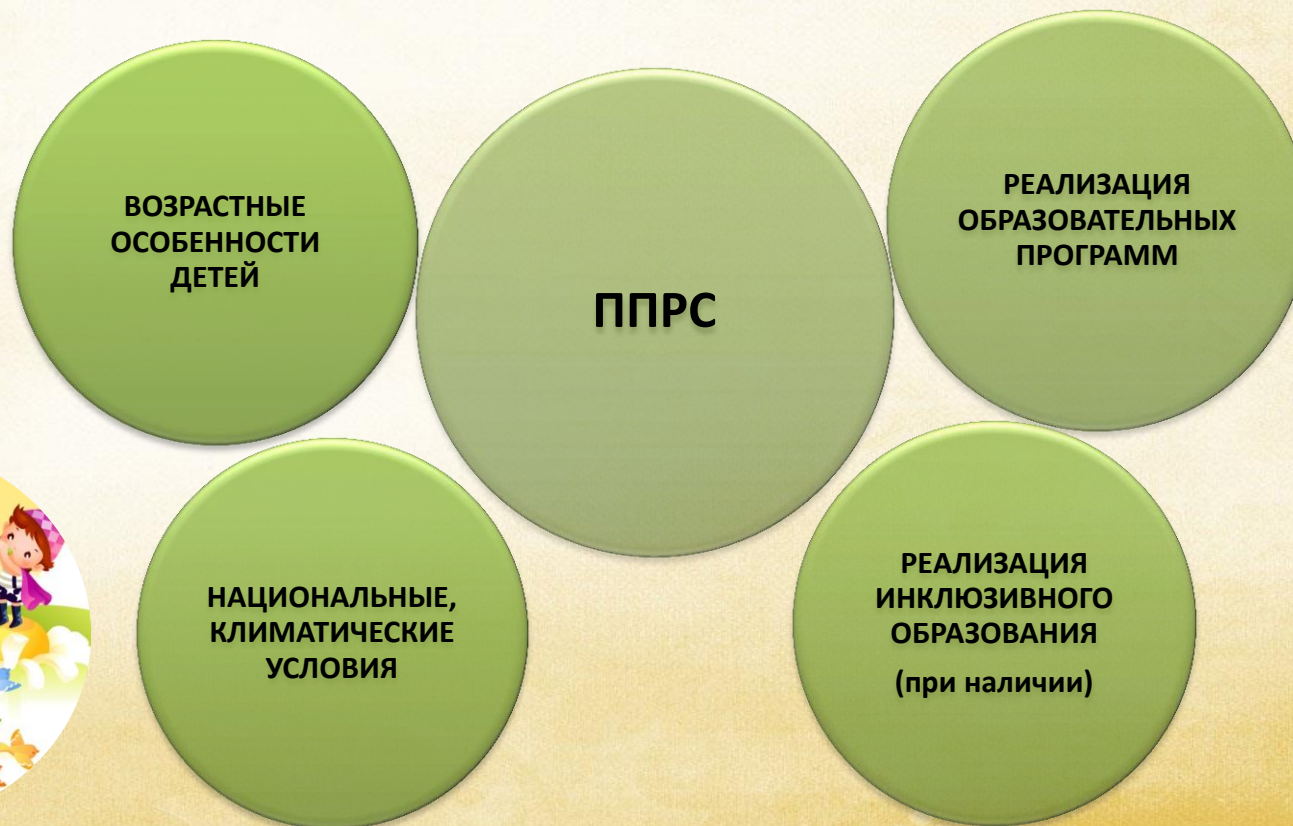 ВОЗРАСТНЫЕ
ОСОБЕННОСТИ
ДЕТЕЙ
ППРС
РЕАЛИЗАЦИЯ
ОБРАЗОВАТЕЛЬНЫХ
ПРОГРАММ
НАЦИОНАЛЬНЫЕ,
КЛИМАТИЧЕСКИЕ
УСЛОВИЯ
РЕАЛИЗАЦИЯ
ИНКЛЮЗИВНОГО
ОБРАЗОВАНИЯ
(при наличии)